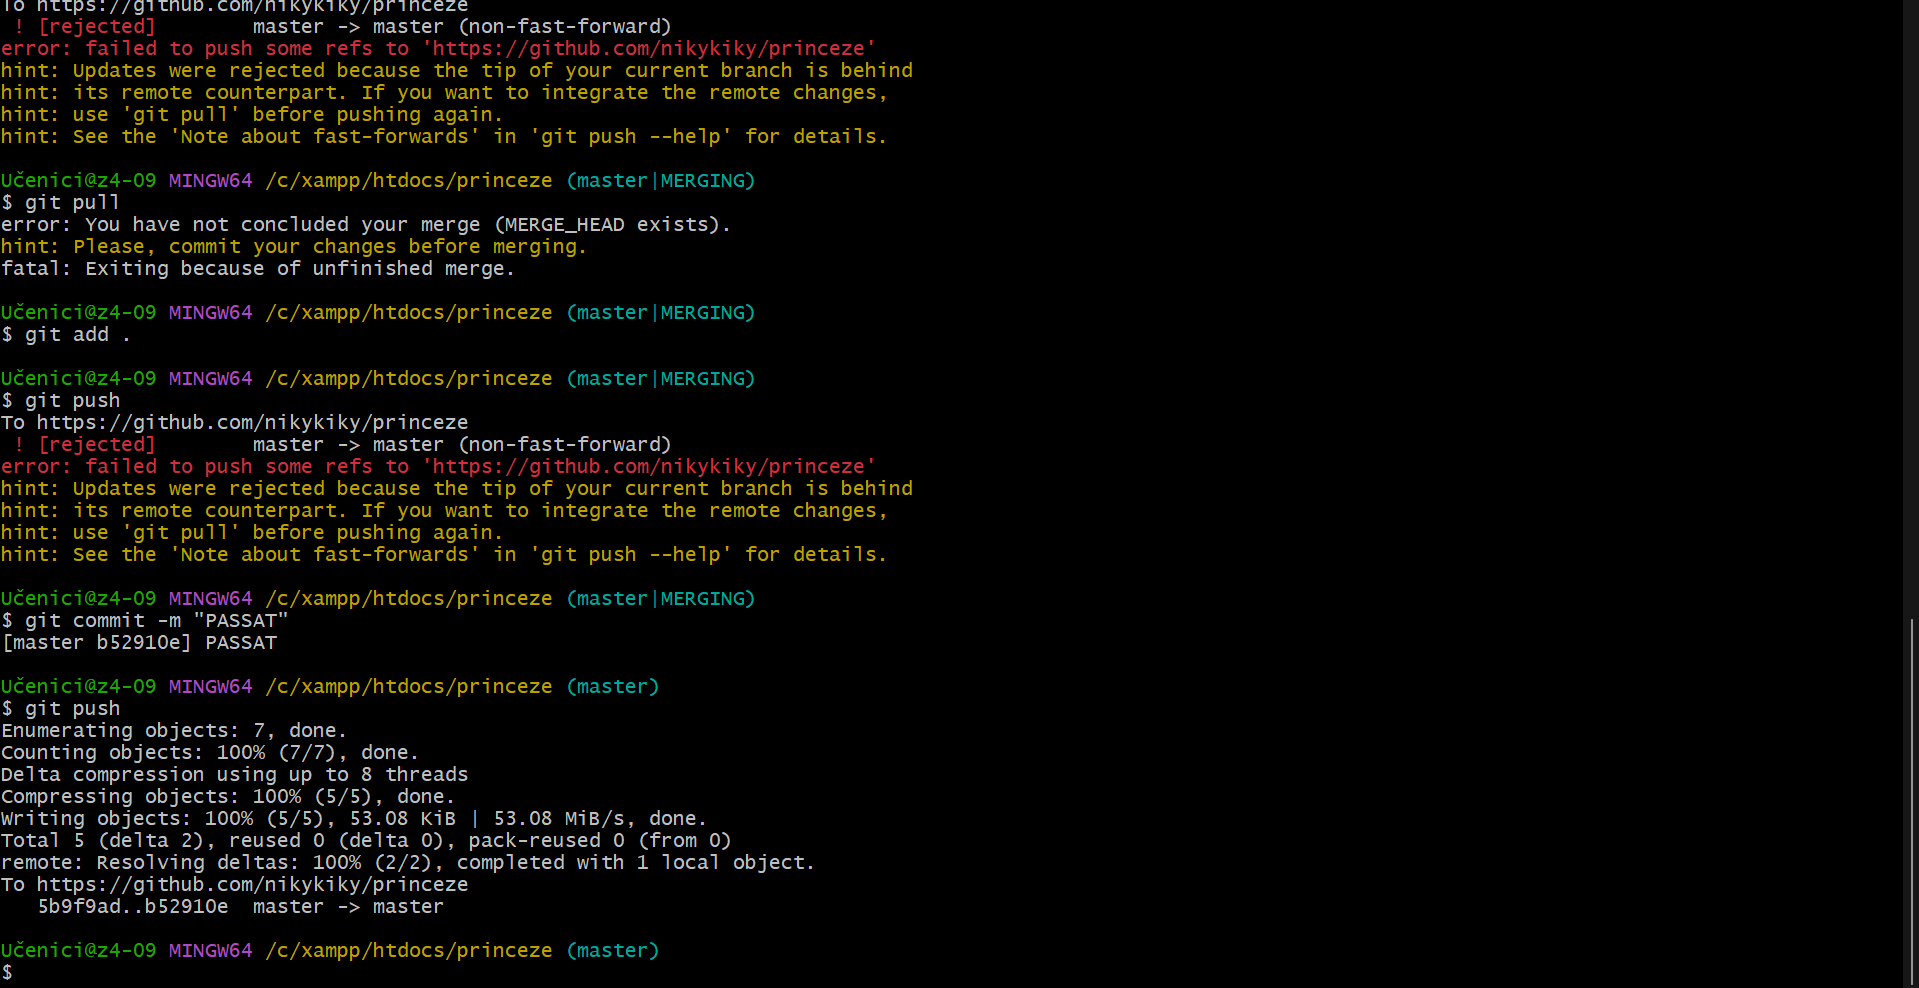 To https://github.com/nikykiky/princeze
 ! [rejected]        master -> master (non-fast-forward)
error: failed to push some refs to 'https://github.com/nikykiky/princeze'
hint: Updates were rejected because the tip of your current branch is behind
hint: its remote counterpart. If you want to integrate the remote changes,
hint: use 'git pull' before pushing again.
hint: See the 'Note about fast-forwards' in 'git push --help' for details.

Učenici@z4-09 MINGW64 /c/xampp/htdocs/princeze (master|MERGING)
$ git pull
error: You have not concluded your merge (MERGE_HEAD exists).
hint: Please, commit your changes before merging.
fatal: Exiting because of unfinished merge.

Učenici@z4-09 MINGW64 /c/xampp/htdocs/princeze (master|MERGING)
$ git add .

Učenici@z4-09 MINGW64 /c/xampp/htdocs/princeze (master|MERGING)
$ git push
To https://github.com/nikykiky/princeze
 ! [rejected]        master -> master (non-fast-forward)
error: failed to push some refs to 'https://github.com/nikykiky/princeze'
hint: Updates were rejected because the tip of your current branch is behind
hint: its remote counterpart. If you want to integrate the remote changes,
hint: use 'git pull' before pushing again.
hint: See the 'Note about fast-forwards' in 'git push --help' for details.

Učenici@z4-09 MINGW64 /c/xampp/htdocs/princeze (master|MERGING)
$ git commit -m "PASSAT"
[master b52910e] PASSAT

Učenici@z4-09 MINGW64 /c/xampp/htdocs/princeze (master)
$ git push
Enumerating objects: 7, done.
Counting objects: 100% (7/7), done.
Delta compression using up to 8 threads
Compressing objects: 100% (5/5), done.
Writing objects: 100% (5/5), 53.08 KiB | 53.08 MiB/s, done.
Total 5 (delta 2), reused 0 (delta 0), pack-reused 0 (from 0)
remote: Resolving deltas: 100% (2/2), completed with 1 local object.
To https://github.com/nikykiky/princeze
   5b9f9ad..b52910e  master -> master

Učenici@z4-09 MINGW64 /c/xampp/htdocs/princeze (master)
$